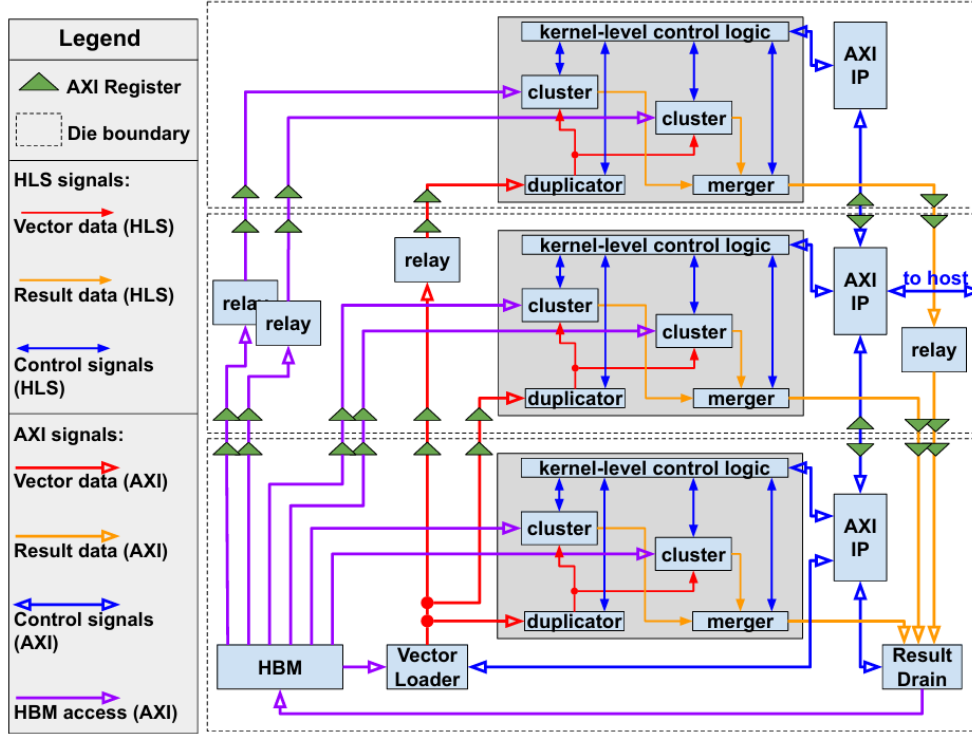 Legend
AXI Register
Die boundary
HLS signals:
Vector data (HLS)
Result data (HLS)
Control signals
(HLS)
AXI signals:
Vector data (AXI)
Result data (AXI)
Control signals
(AXI)
HBM access (AXI)
kernel-level control logic
AXI
IP
cluster
cluster
duplicator
merger
relay
relay
relay
kernel-level control logic
AXI
IP
to host
cluster
cluster
duplicator
merger
relay
kernel-level control logic
AXI
IP
cluster
cluster
duplicator
merger
HBM
Vector
Loader
Result
Drain